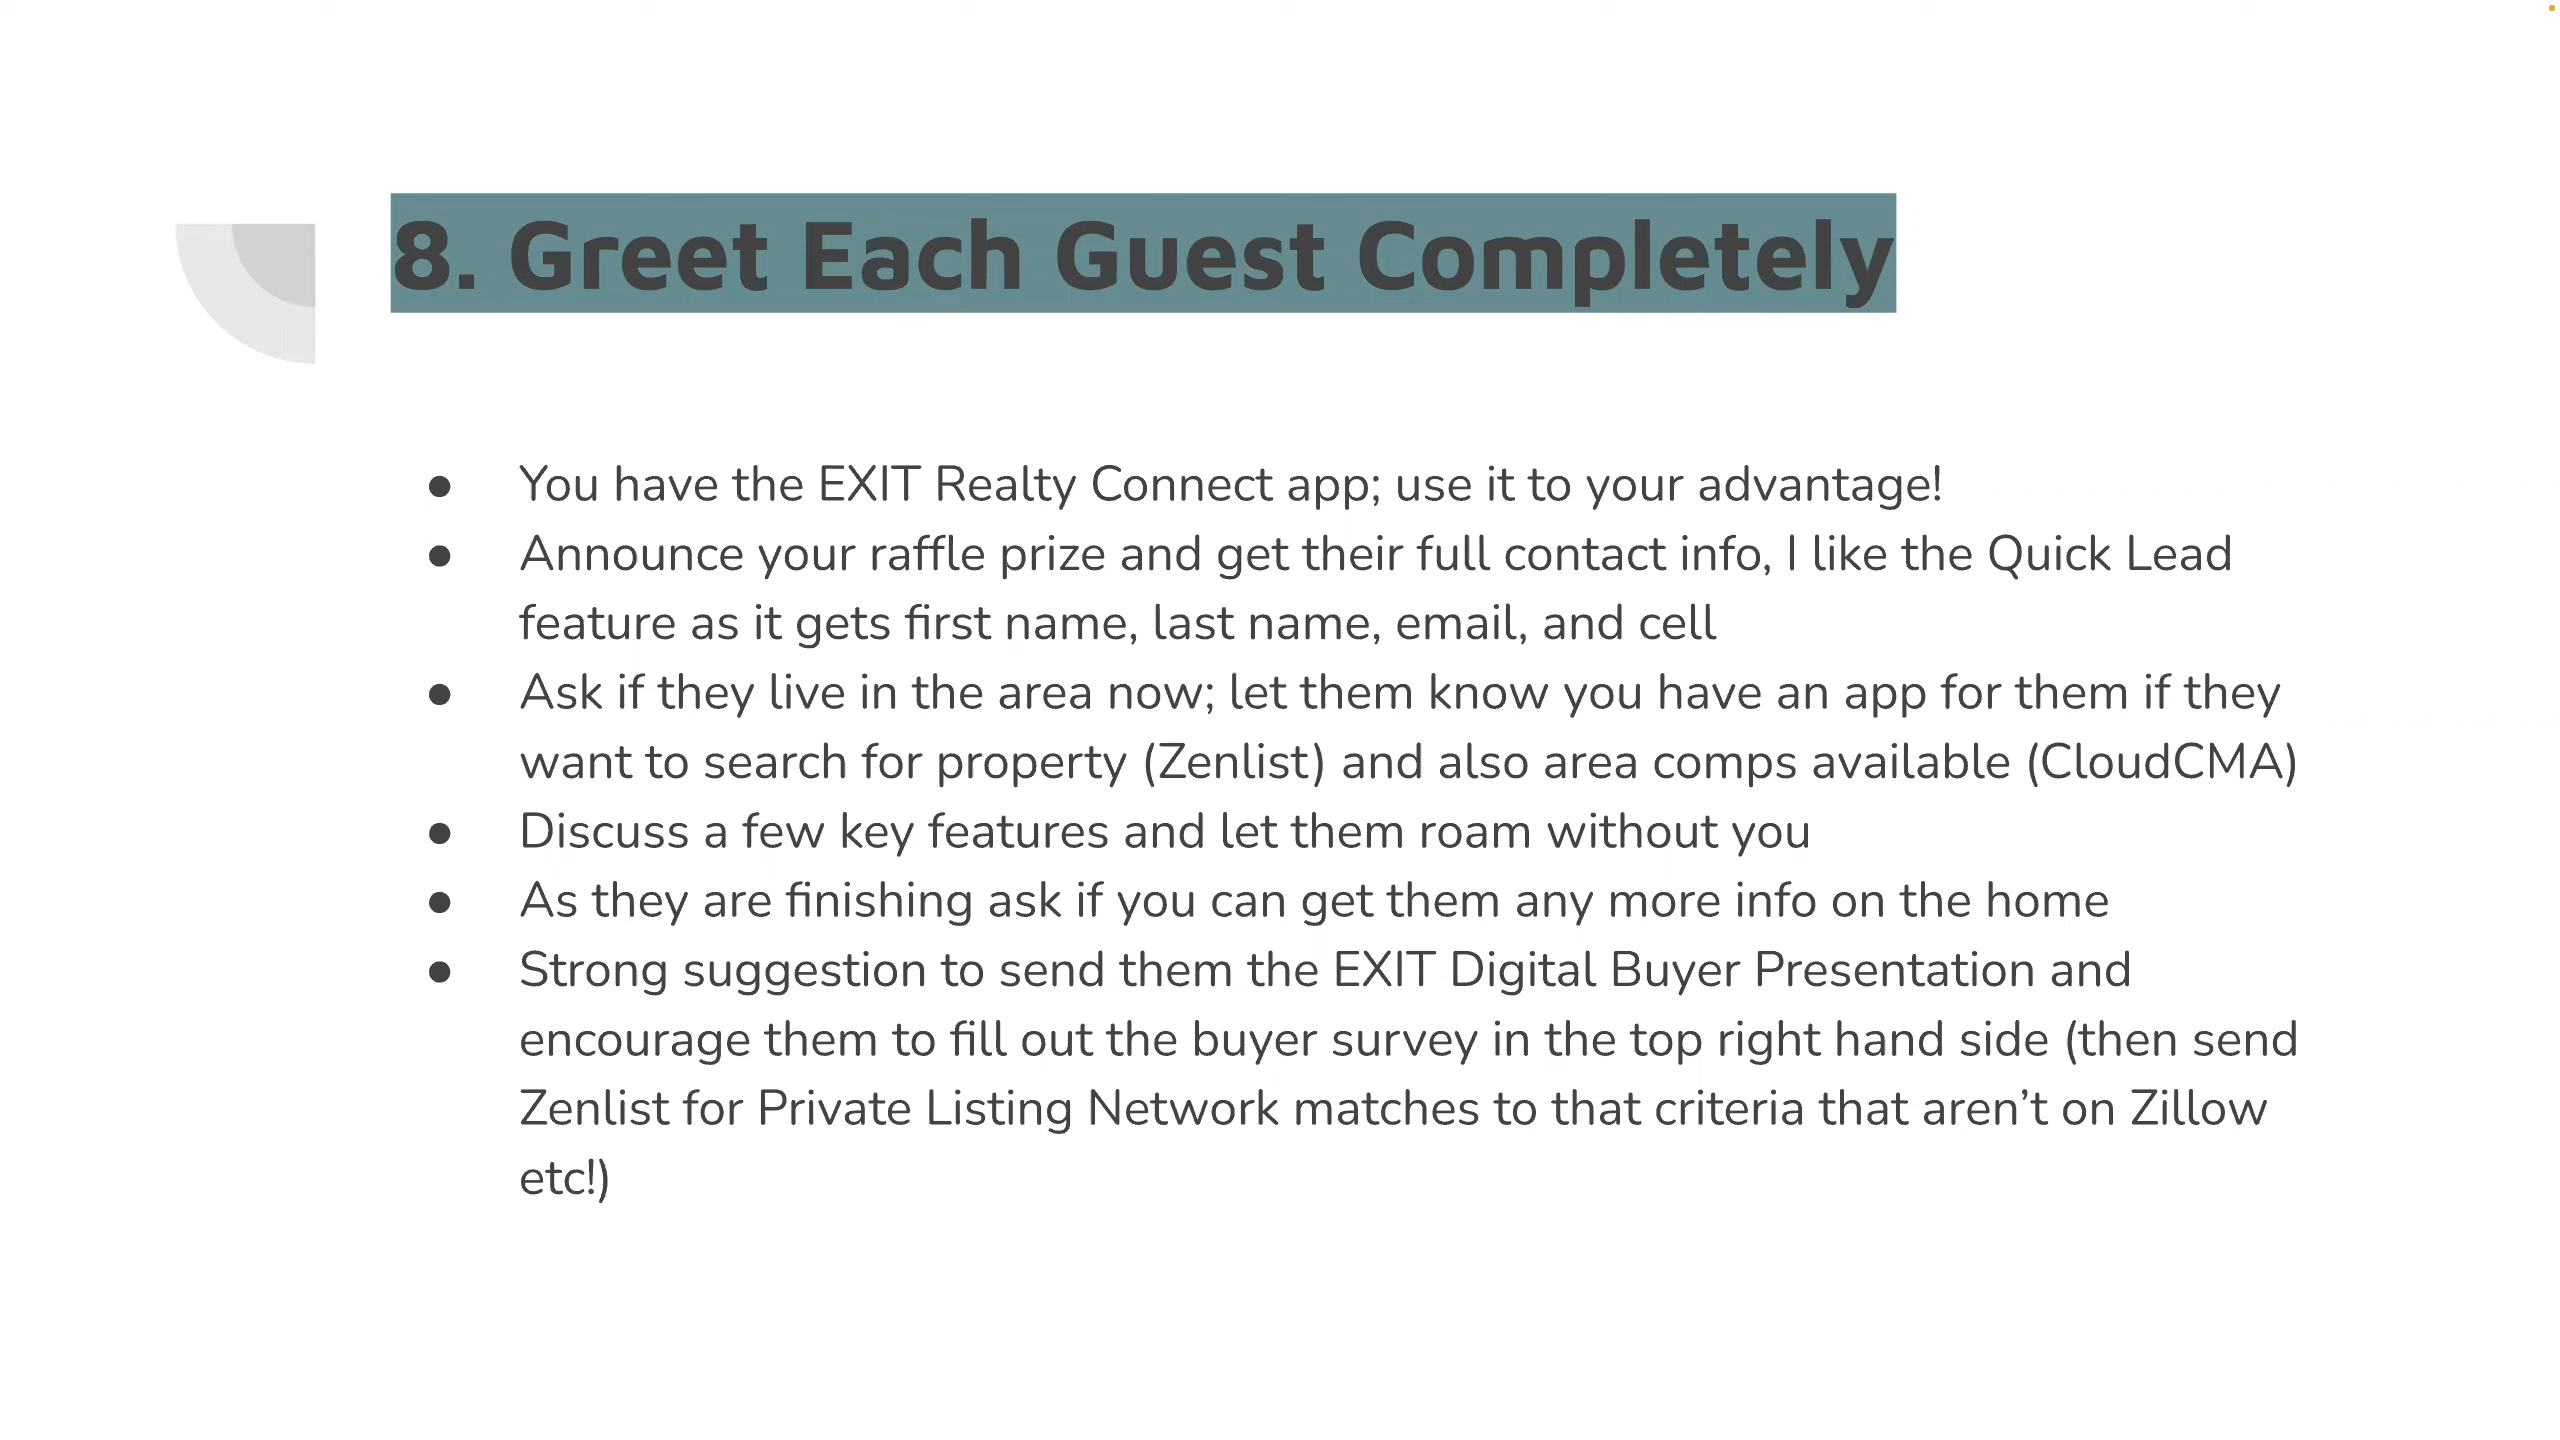 8. Greet Each Guest Completely
● You have the EXIT Realty Connect app; use it to your advantage!
● Announce your raffle prize and get their full contact info, I like the Quick Lead
feature as it gets first name, last name, email, and cell
● Ask if they live in the area now; let them know you have an app for them if they
want to search for property (Zenlist) and also area comps available (CloudCMA)
● Discuss a few key features and let them roam without you
● As they are finishing ask if you can get them any more info on the home
● Strong suggestion to send them the EXIT Digital Buyer Presentation and
encourage them to fill out the buyer survey in the top right hand side (then send
Zenlist for Private Listing Network matches to that criteria that aren’t on Zillow
etc!)